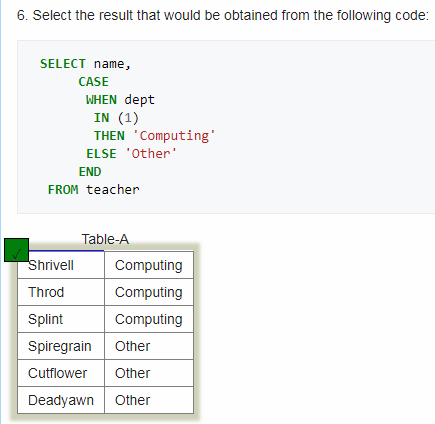 6. Select the result that would be obtained from the following code:
SELECT name,
CASE
WHEN dept
IN (1)
THEN 'Computing'
ELSE 'Other'
END
FROM teacher
Table-A
Shrivell Computing
Throd Computing
Splint Computing
Spiregrain Other
Cutflower Other
Deadyawn Other